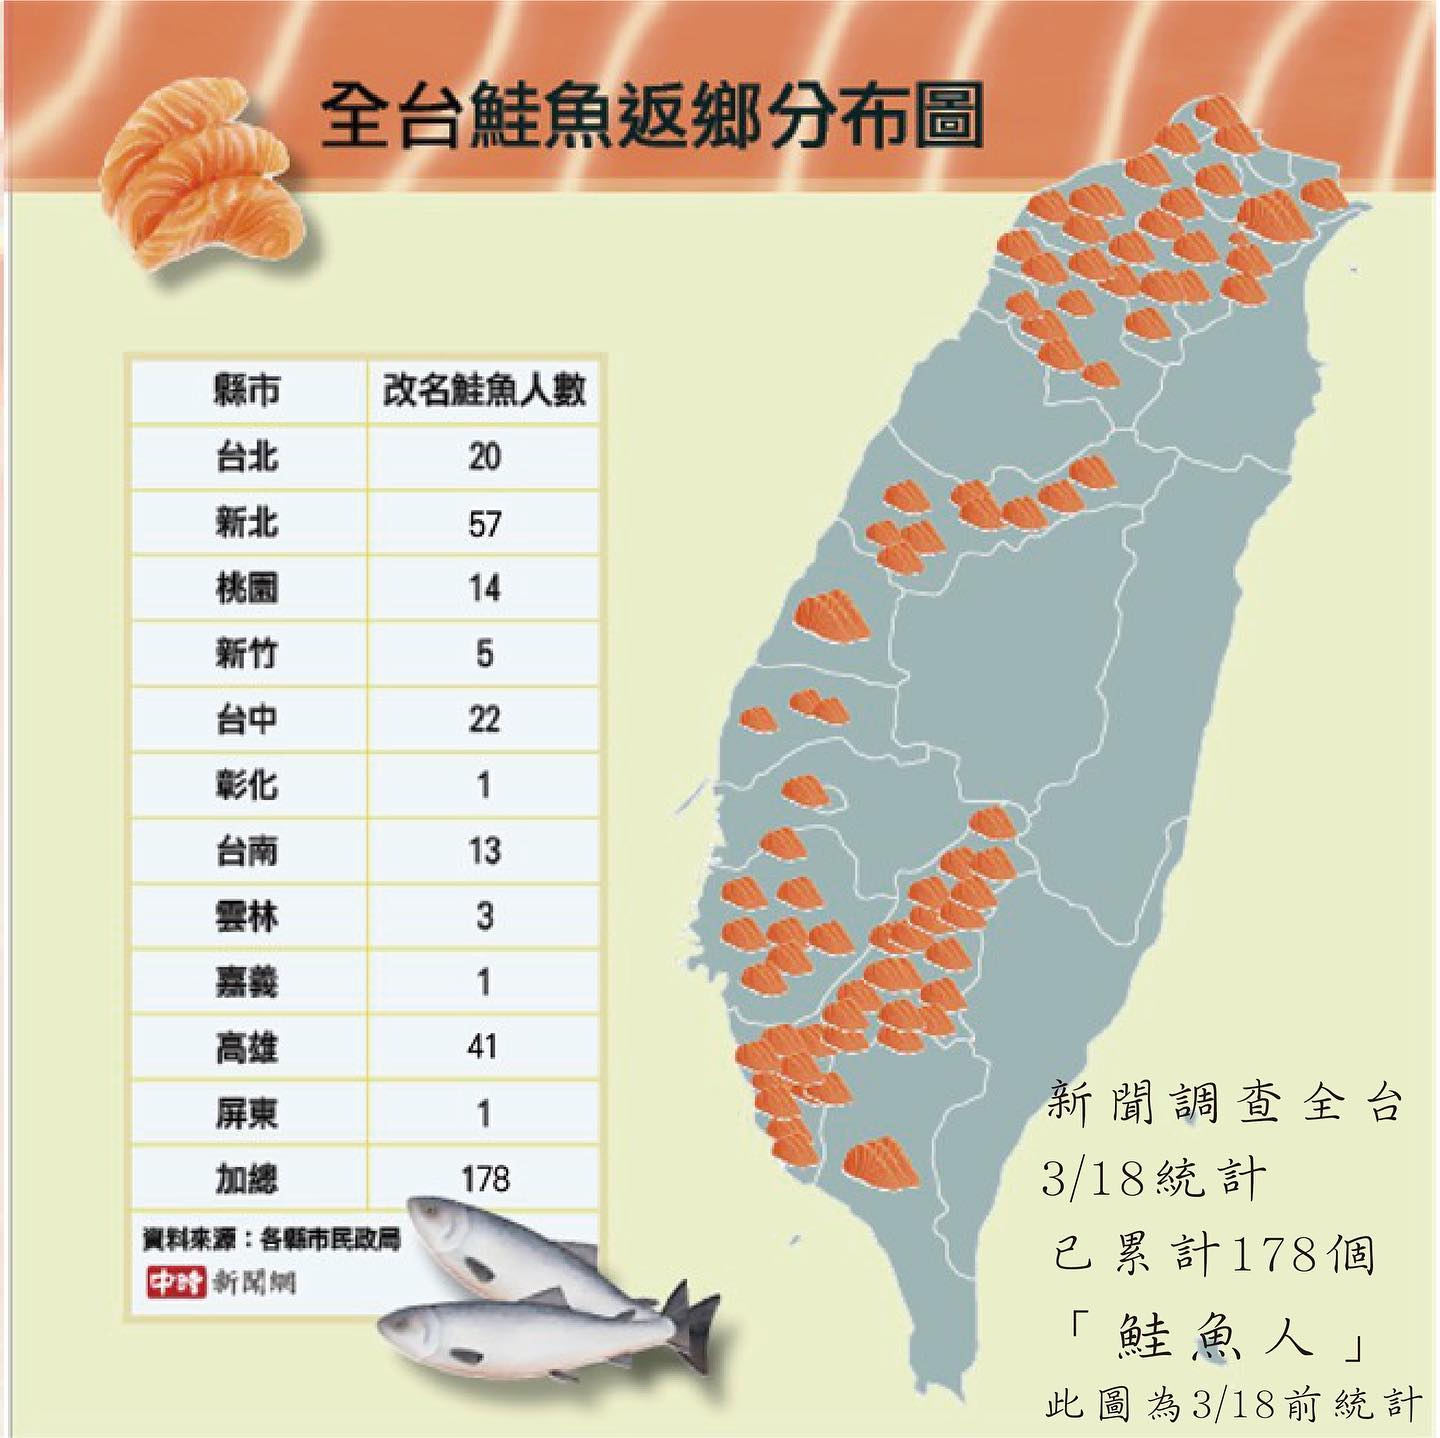 全台鮭魚返鄉分布圖
縣市 改名鮭魚人數
台北 20
新北 57
桃園 14
新竹 5
台中 22
彰化 1
台南 13
雲林 3
嘉義 1
高雄 41
屏東 1
加總 178
資料來源：各縣市民政局
中時 新聞網
新聞調查全台
3/18統計
已累計178個
「鮭魚人」
此圖為3/18前統計